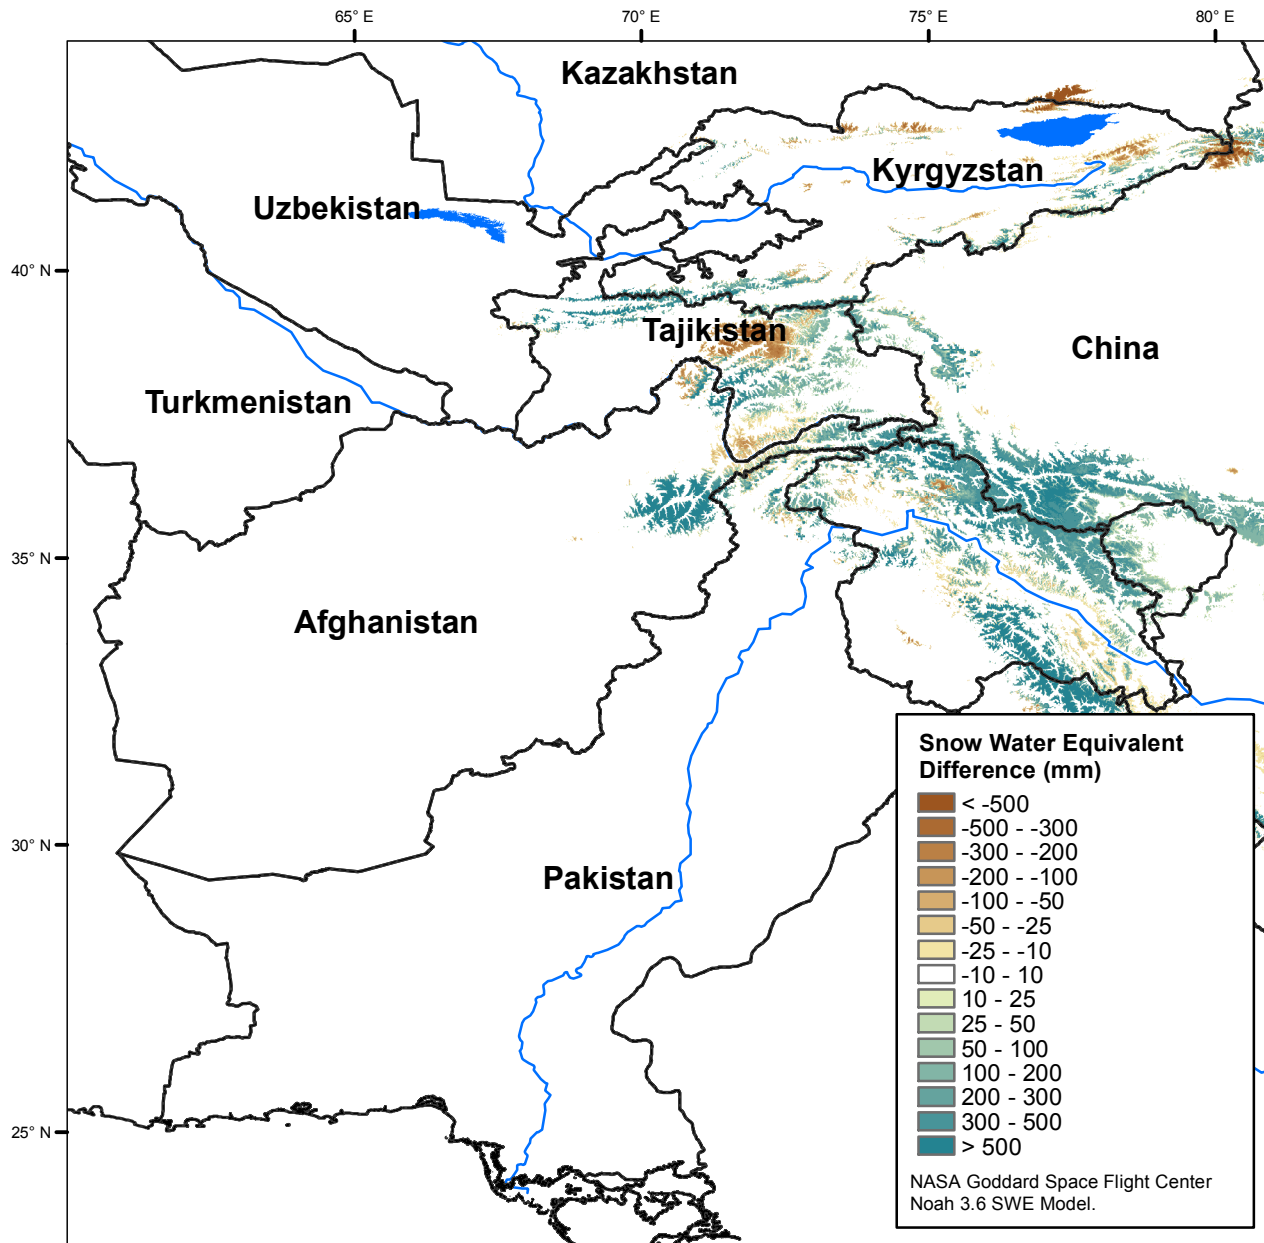 65° E
70° E
75° E
80° E
Kazakhstan
Kyrgyzstan
Uzbekistan
40° N
Tajikistan
China
Turkmenistan
35° N
Afghanistan
Snow Water Equivalent
Difference (mm)
< -500
-500 - -300
-300 - -200
-200 - -100
-100 - -50
-50 - -25
-25 - -10
-10 - 10
10 - 25
25 - 50
50 - 100
100 - 200
200 - 300
300 - 500
> 500
30° N
Pakistan
25° N
NASA Goddard Space Flight Center
Noah 3.6 SWE Model.